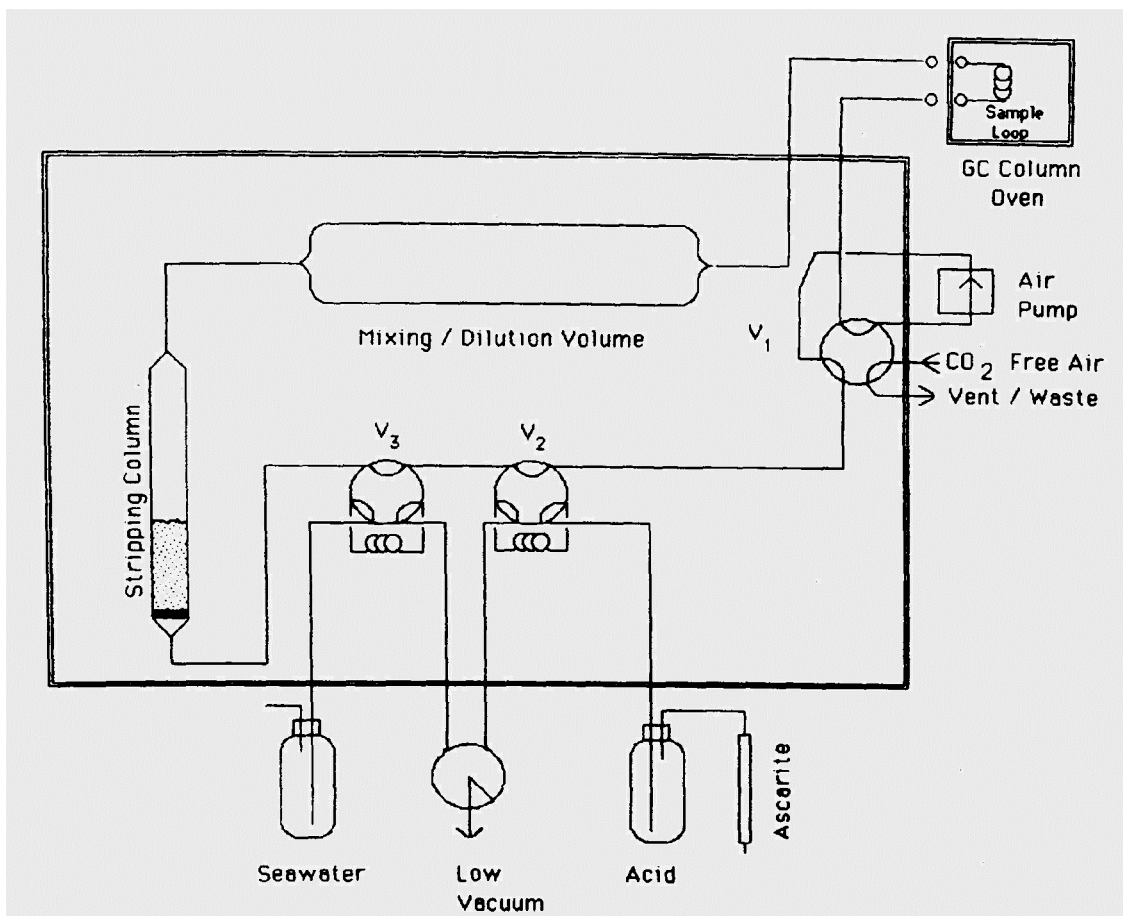 Sample
Loop
GC Column
Oven
Air
Pump
Mixing / Dilution Volume
V1
CO2 Free Air
Vent / Waste
V3
V2
Stripping Column
Ascarite
Seawater
Low
Vacuum
Acid